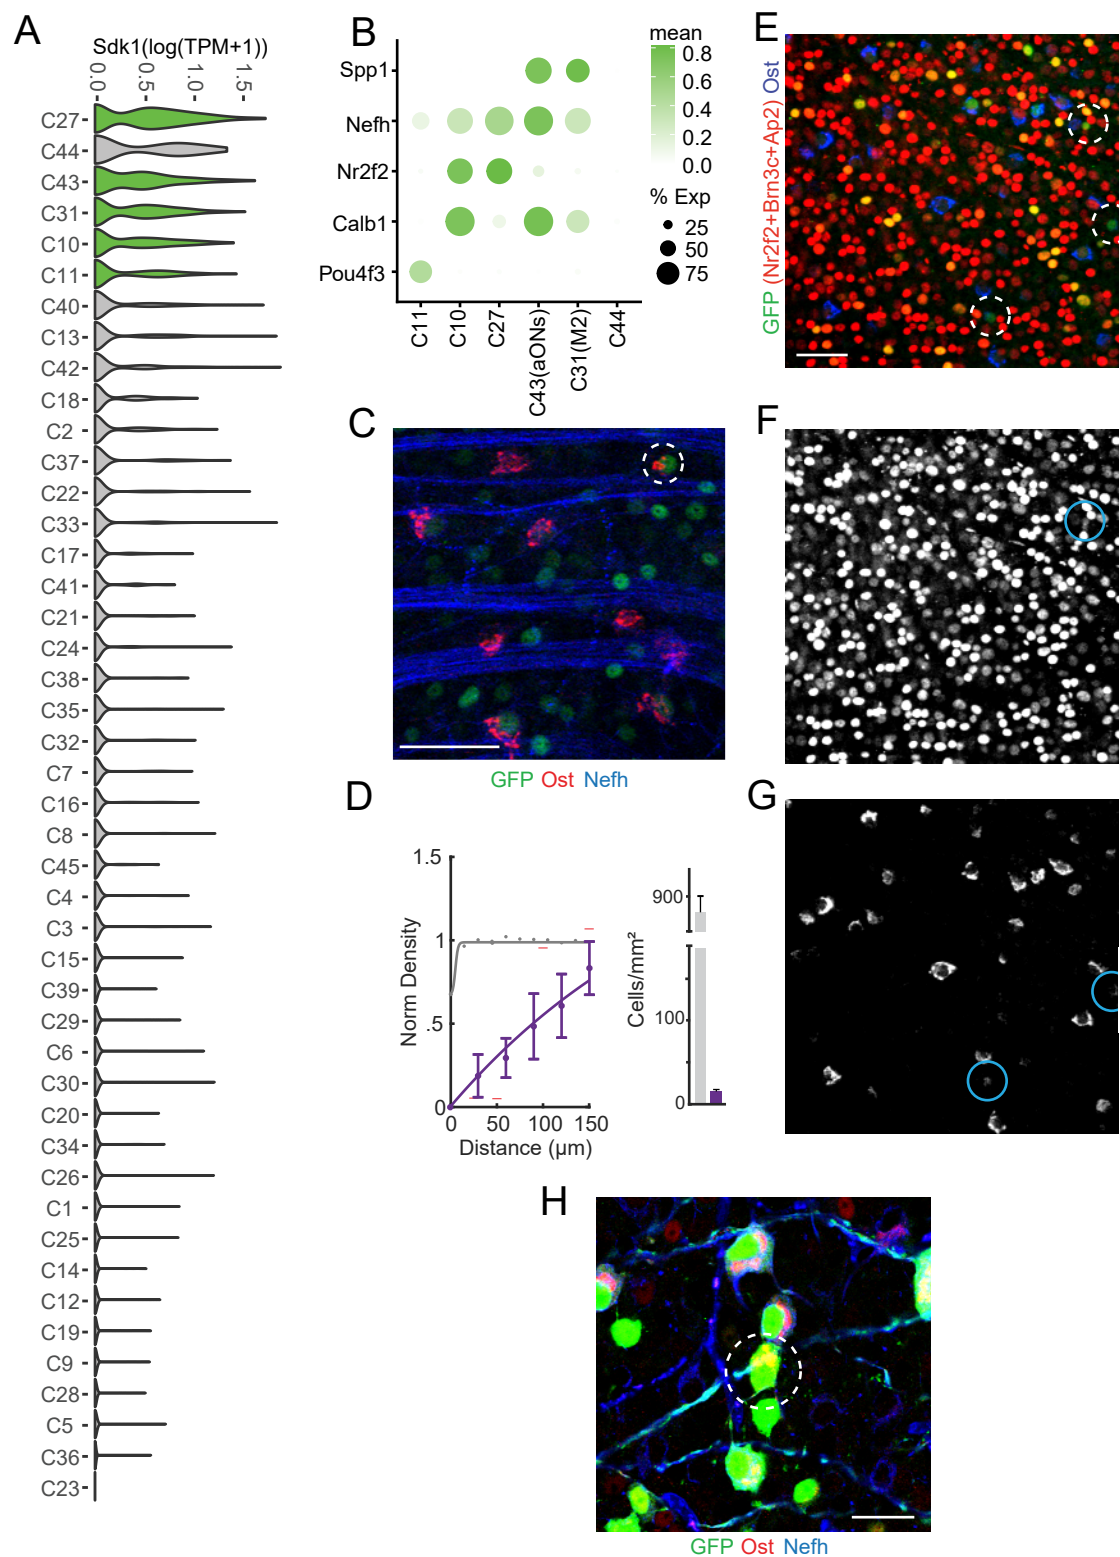 A
Sdk1(log(TPM+1))
0.0
0.5
1.0
1.5
C27
C44
C43
C31
C10
C11
C40
C13
C42
C18
C2
C37
C22
C33
C17
C41
C21
C24
C38
C35
C32
C7
C16
C8
C45
C4
C3
C15
C39
C29
C6
C30
C20
C34
C26
C1
C25
C14
C12
C19
C9
C28
C5
C36
C23
B
Spp1
Nefh
Nr2f2
Calb1
Pou4f3
C11
C10
C27
C43(aONs)
C31(M2)
C44
mean
0.8
0.6
0.4
0.2
0.0
% Exp
25
50
75
C
GFP Ost Nefh
D
Norm Density
1.5
1
.5
0
0
50
100
150
Distance (µm)
Cells/mm²
900
100
0
E
GFP (Nr2f2+Brn3c+Ap2) Ost
F
G
H
GFP Ost Nefh